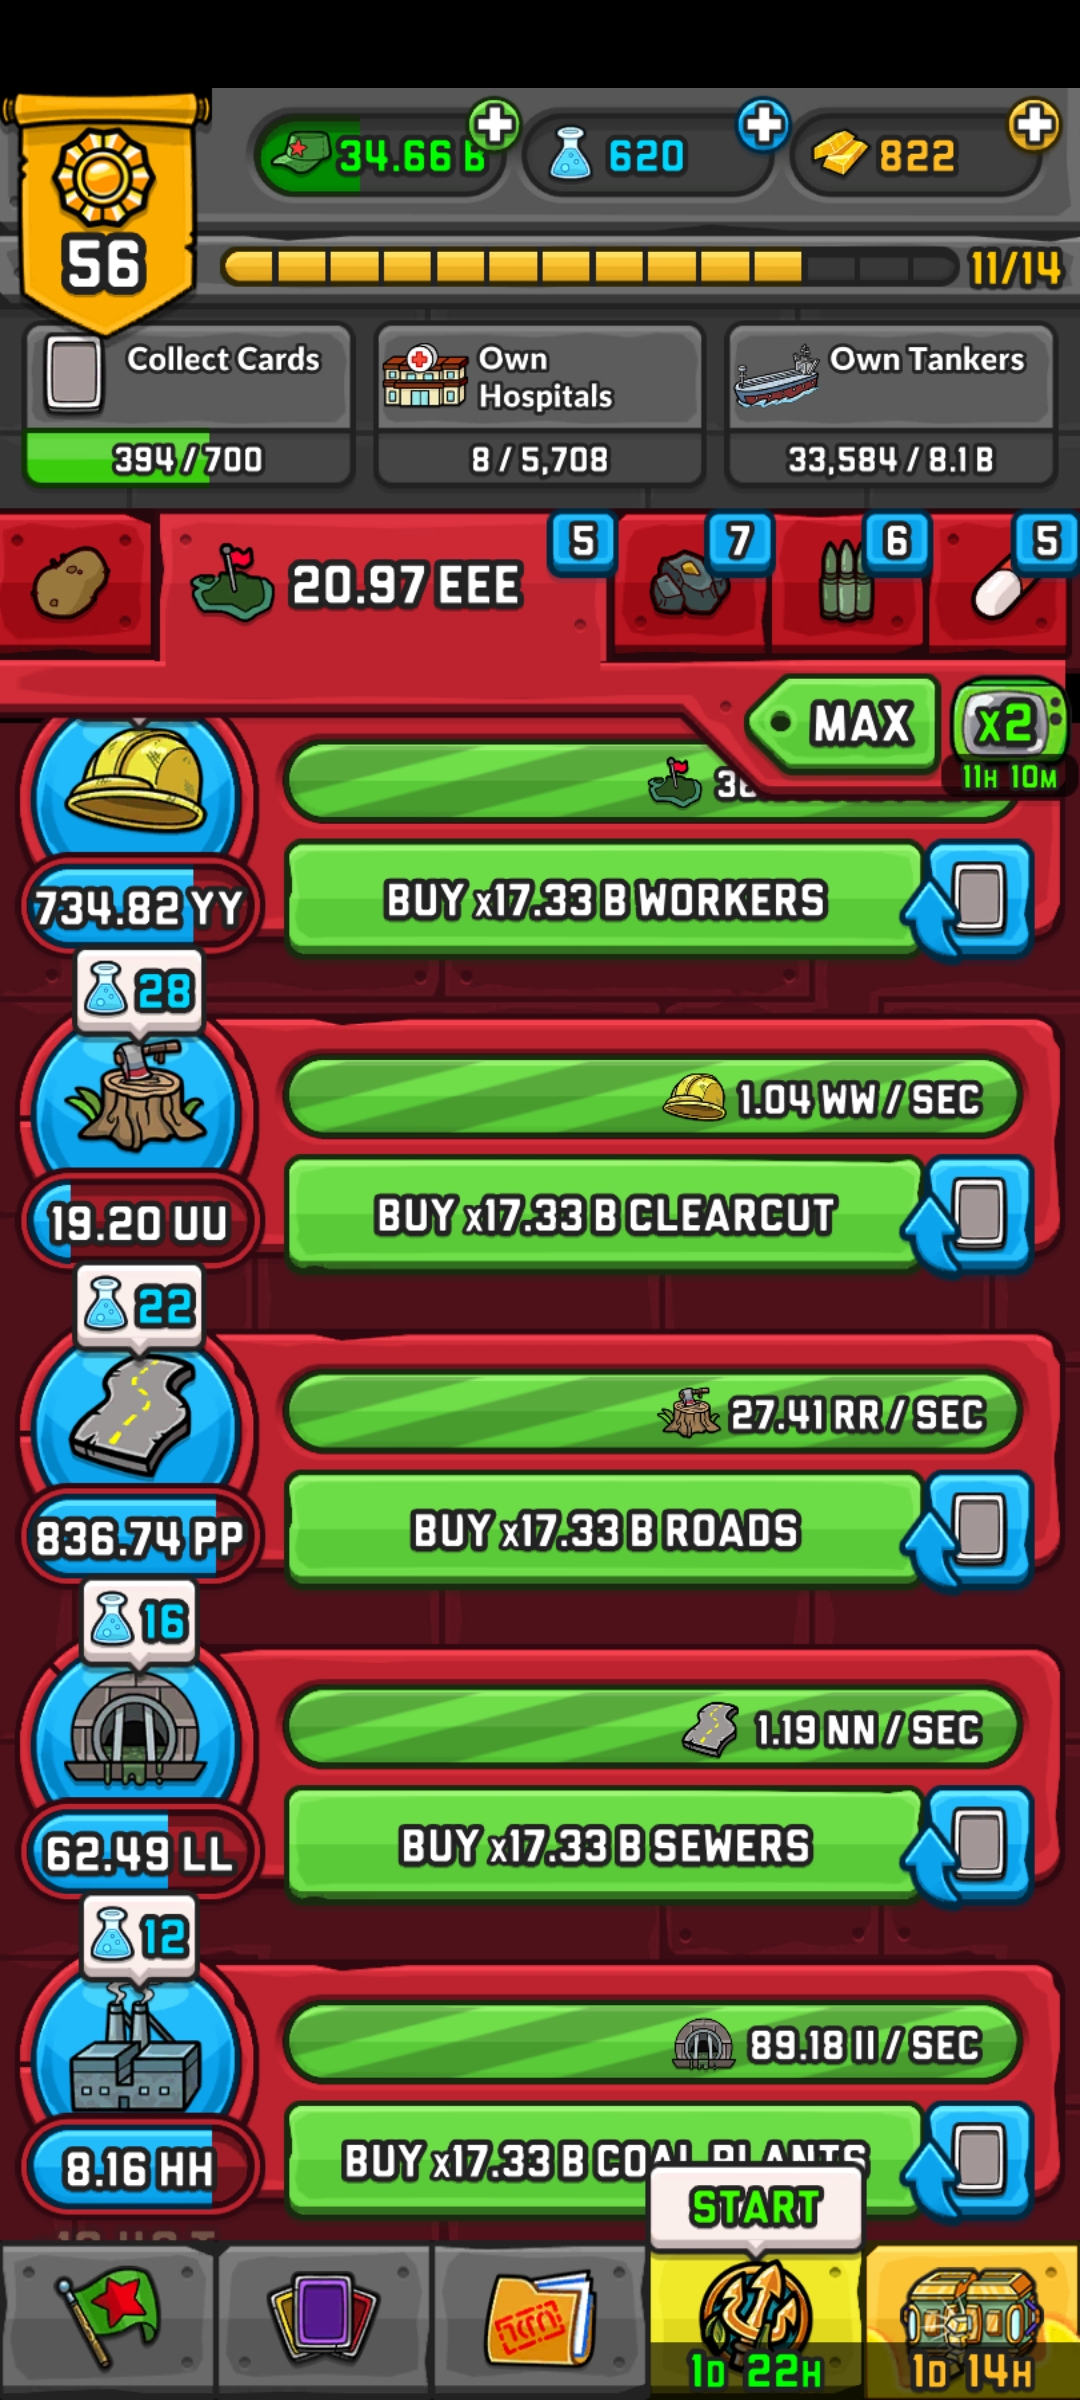 34.66 B
620
822
56
11/14
Collect Cards
394/700
Own
Hospitals
8/5,708
Own Tankers
33,584/8.1 B
20.97 EEE
5
7
6
5
MAX
x2
11H 10M
734.82 YY
BUY x17.33 B WORKERS
28
1.04 WW / SEC
19.20 UU
BUY x17.33 B CLEARCUT
22
27.41 RR / SEC
836.74 PP
BUY x17.33 B ROADS
16
1.19 NN / SEC
62.49 LL
BUY x17.33 B SEWERS
12
89.18 II / SEC
8.16 HH
BUY x17.33 B COAL PLANTS
START
1D 22H
1D 14H